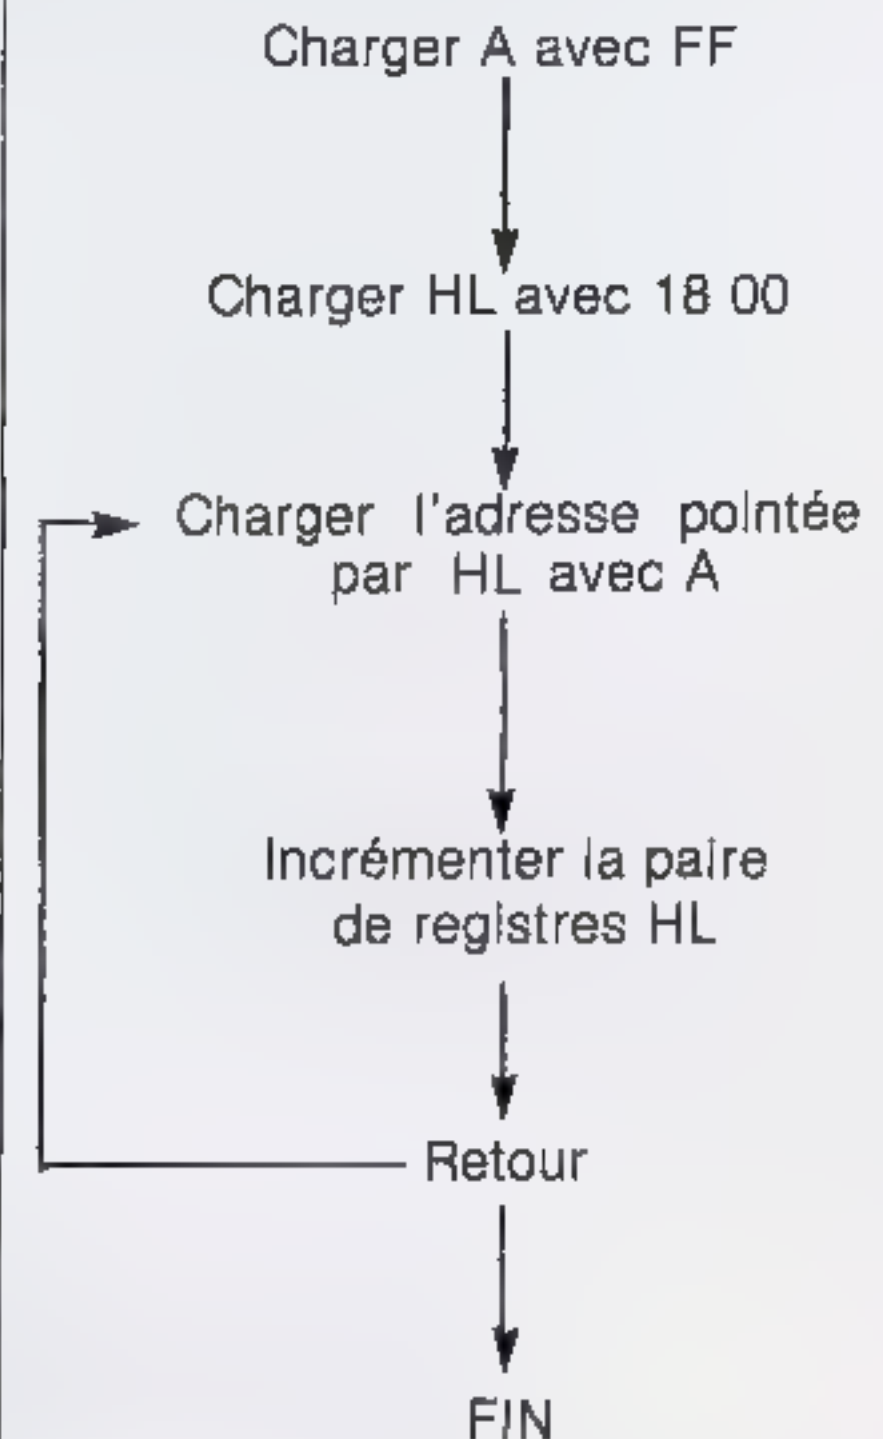 Charger A avec FF
Charger HL avec 18 00
Charger l'adresse pointée
par HL avec A
Incrémenter la paire
de registres HL
Retour
FIN